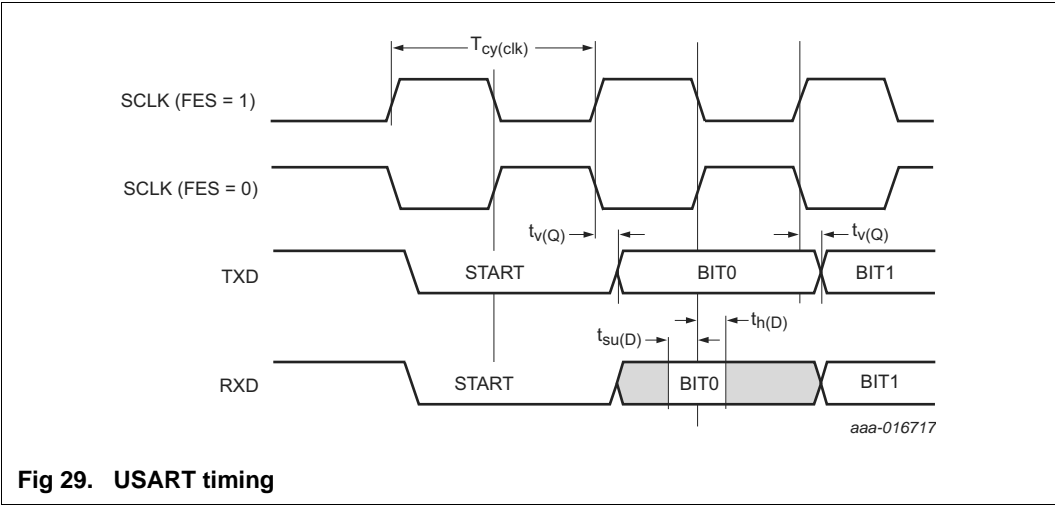 Tcy(clk)
SCLK (FES = 1)
SCLK (FES = 0)
tv(Q)
tv(Q)
TXD
START
BIT0
BIT1
tsu(D)
th(D)
RXD
START
BIT0
BIT1
aaa-016717
Fig 29. USART timing